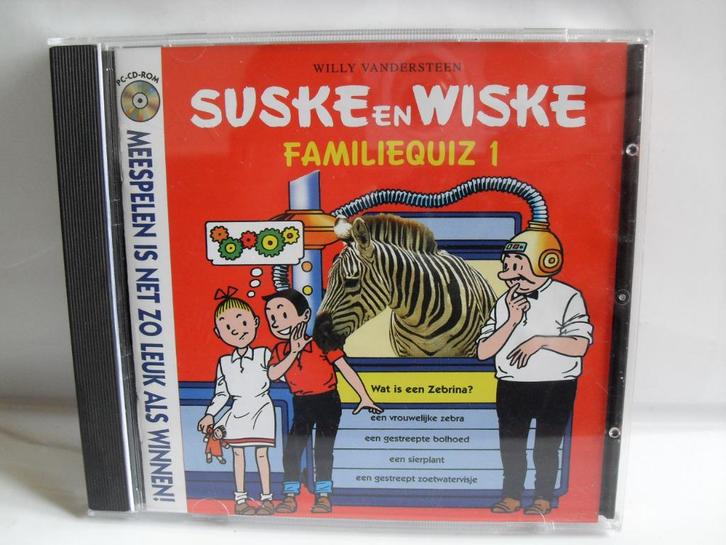 PC-CD-ROM
MEESPELEN IS NET ZO LEUK ALS WINNEN!
WILLY VANDERSTEEN
SUSKE EN WISKE
FAMILIEQUIZ 1
Wat is een Zebrina?
een vrouwelijke zebra
een gestreepte bolhoed
een sierplant
een gestreept zoetwatervisje